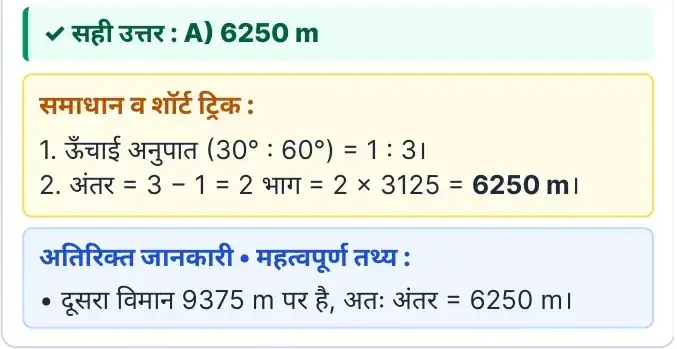 ✓ सही उत्तर : A) 6250 m
समाधान व शॉर्ट ट्रिक :
1. ऊँचाई अनुपात (30° : 60°) = 1 : 3।
2. अंतर = 3 − 1 = 2 भाग = 2 × 3125 = 6250 m।
अतिरिक्त जानकारी • महत्वपूर्ण तथ्य :
• दूसरा विमान 9375 m पर है, अतः अंतर = 6250 m।